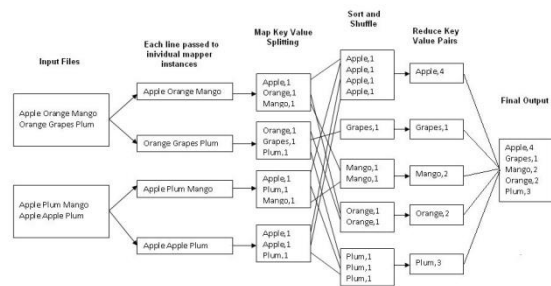 Input Files
Each line passed to
inividual mapper
instances
Map Key Value
Splitting
Sort and
Shuffle
Reduce Key
Value Pairs
Final Output
Apple Orange Mango
Orange Grapes Plum
Apple Plum Mango
Apple Apple Plum
Apple Orange Mango
Orange Grapes Plum
Apple Plum Mango
Apple Apple Plum
Apple,1
Orange,1
Mango,1
Orange,1
Grapes,1
Plum,1
Apple,1
Plum,1
Mango,1
Apple,1
Apple,1
Plum,1
Apple,1
Apple,1
Apple,1
Apple,1
Grapes,1
Mango,1
Mango,1
Orange,1
Orange,1
Plum,1
Plum,1
Plum,1
Apple,4
Grapes,1
Mango,2
Orange,2
Plum,3
Apple,4
Grapes,1
Mango,2
Orange,2
Plum,3